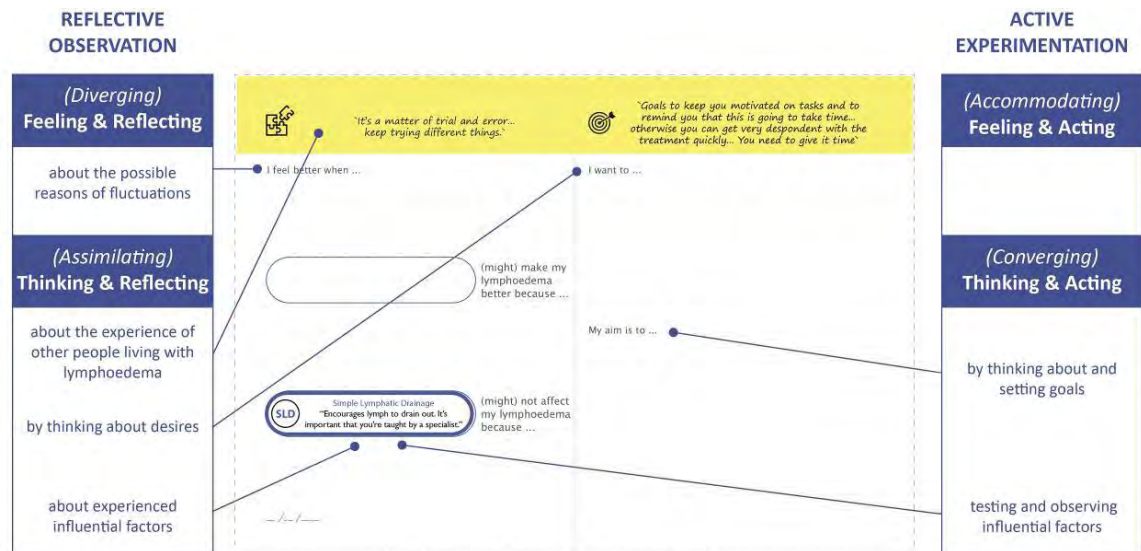 REFLECTIVE
OBSERVATION
(Diverging)
Feeling & Reflecting
about the possible
reasons of fluctuations
(Assimilating)
Thinking & Reflecting
about the experience of
other people living with
lymphoedema
by thinking about desires
about experienced
influential factors
`It's a matter of trial and error...
keep trying different things.`
`Goals to keep you motivated on tasks and to
remind you that this is going to take time...
otherwise you can get very despondent with the
treatment quickly... You need to give it time`
I feel better when ...
(might) make my
lymphoedema
better because ...
SLD
Simple Lymphatic Drainage
"Encourages lymph to drain out. It's
important that you're taught by a specialist."
(might) not affect
my lymphoedema
because ...
__/__/____
I want to ...
My aim is to ...
ACTIVE
EXPERIMENTATION
(Accommodating)
Feeling & Acting
(Converging)
Thinking & Acting
by thinking about and
setting goals
testing and observing
influential factors